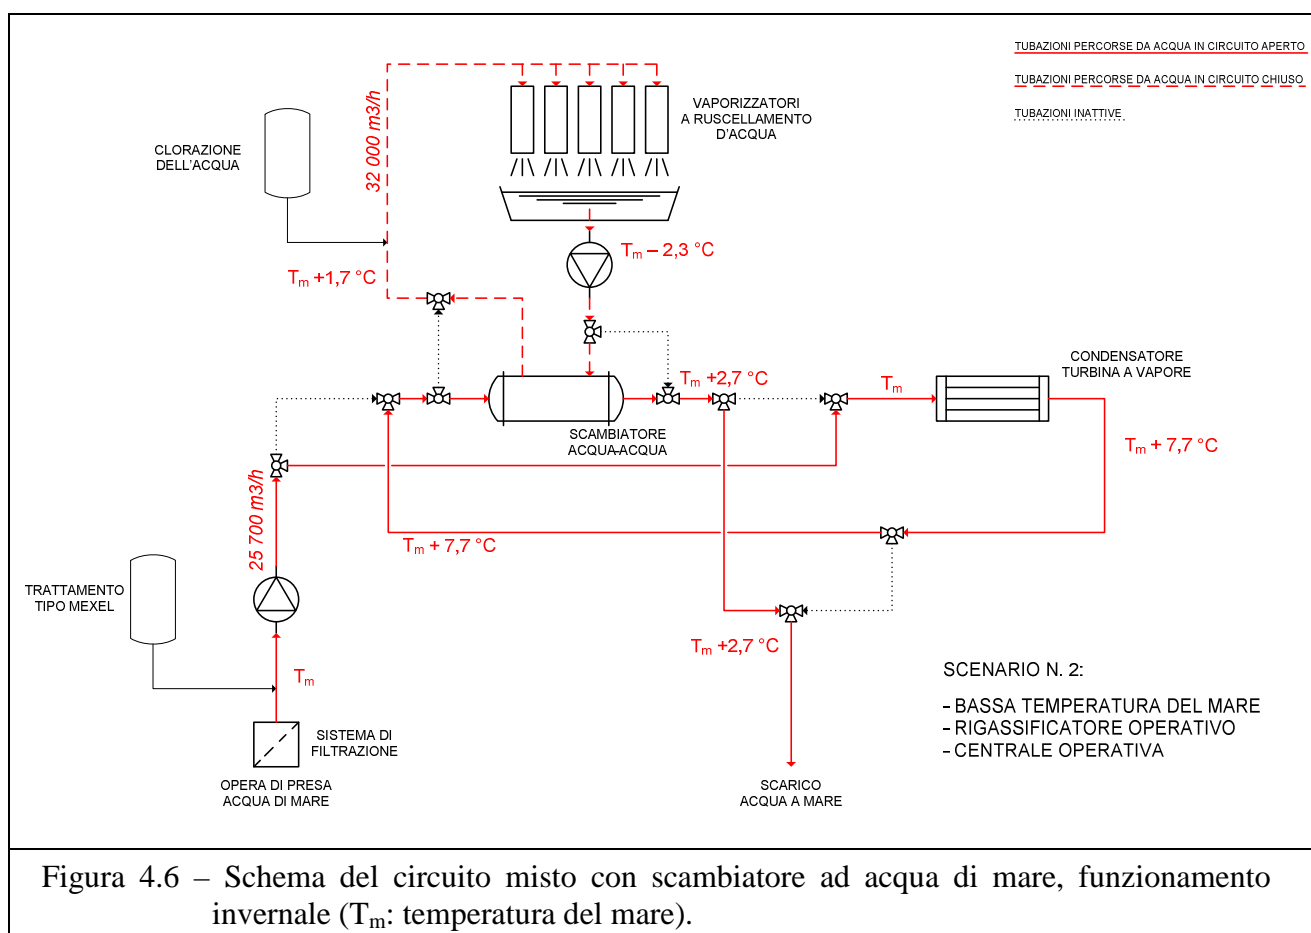 TUBAZIONI PERCORSE DA ACQUA IN CIRCUITO APERTO
TUBAZIONI PERCORSE DA ACQUA IN CIRCUITO CHIUSO
TUBAZIONI INATTIVE
VAPORIZZATORI
A RUSCELLAMENTO
D'ACQUA
CLORAZIONE
DELL'ACQUA
32 000 m3/h
Tm – 2,3 °C
Tm +1,7 °C
CONDENSATORE
TURBINA A VAPORE
Tm +2,7 °C
Tm
SCAMBIATORE
ACQUA-ACQUA
Tm + 7,7 °C
25 700 m3/h
Tm + 7,7 °C
TRATTAMENTO
TIPO MEXEL
Tm +2,7 °C
Tm
SCENARIO N. 2:
- BASSA TEMPERATURA DEL MARE
- RIGASSIFICATORE OPERATIVO
- CENTRALE OPERATIVA
SISTEMA DI
FILTRAZIONE
OPERA DI PRESA
ACQUA DI MARE
SCARICO
ACQUA A MARE
Figura 4.6 – Schema del circuito misto con scambiatore ad acqua di mare, funzionamento
invernale (Tm: temperatura del mare).